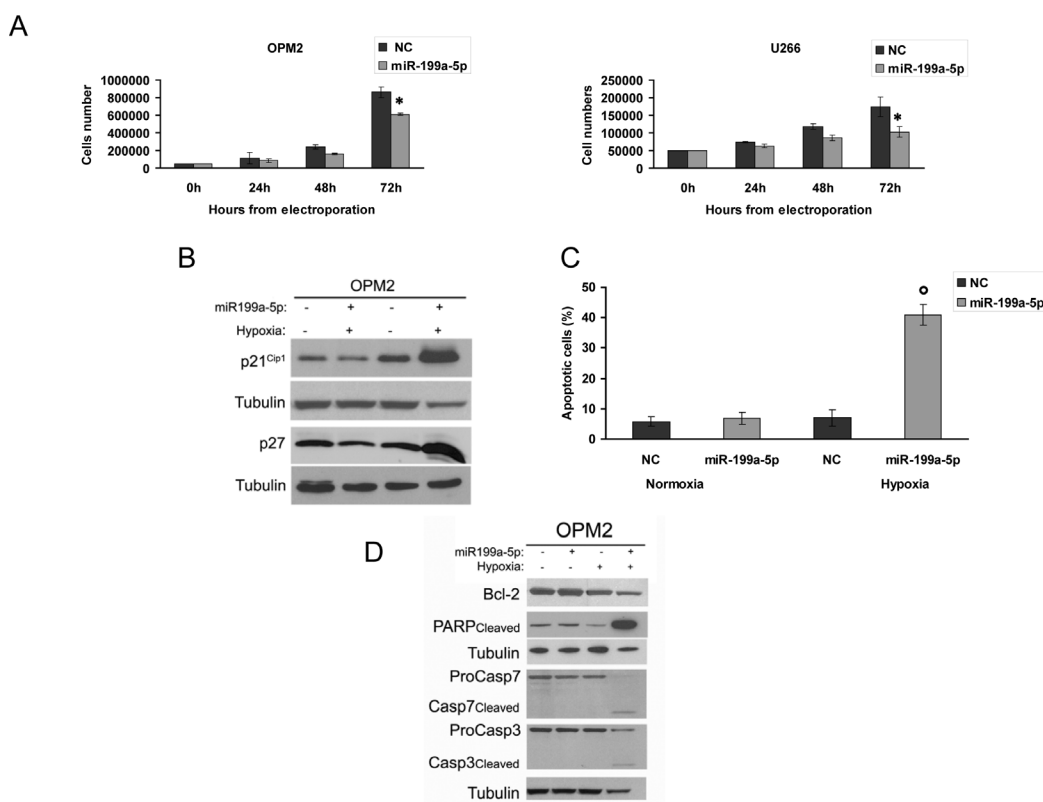 A
OPM2
NC
miR-199a-5p
Cells number
1000000
800000
600000
400000
200000
0
*
0h 24h 48h 72h
Hours from electroporation
U266
NC
miR-199a-5p
Cell numbers
250000
200000
150000
100000
50000
0
*
0h 24h 48h 72h
Hours from electroporation
B
OPM2
miR199a-5p: - + - +
Hypoxia: - + - +
p21Cip1
Tubulin
p27
Tubulin
C
NC
miR-199a-5p
Apoptotic cells (%)
50
40
30
20
10
0
NC miR-199a-5p NC miR-199a-5p
Normoxia Hypoxia
D
OPM2
miR199a-5p: - + - +
Hypoxia: - - + +
Bcl-2
PARPCleaved
Tubulin
ProCasp7
Casp7Cleaved
ProCasp3
Casp3Cleaved
Tubulin